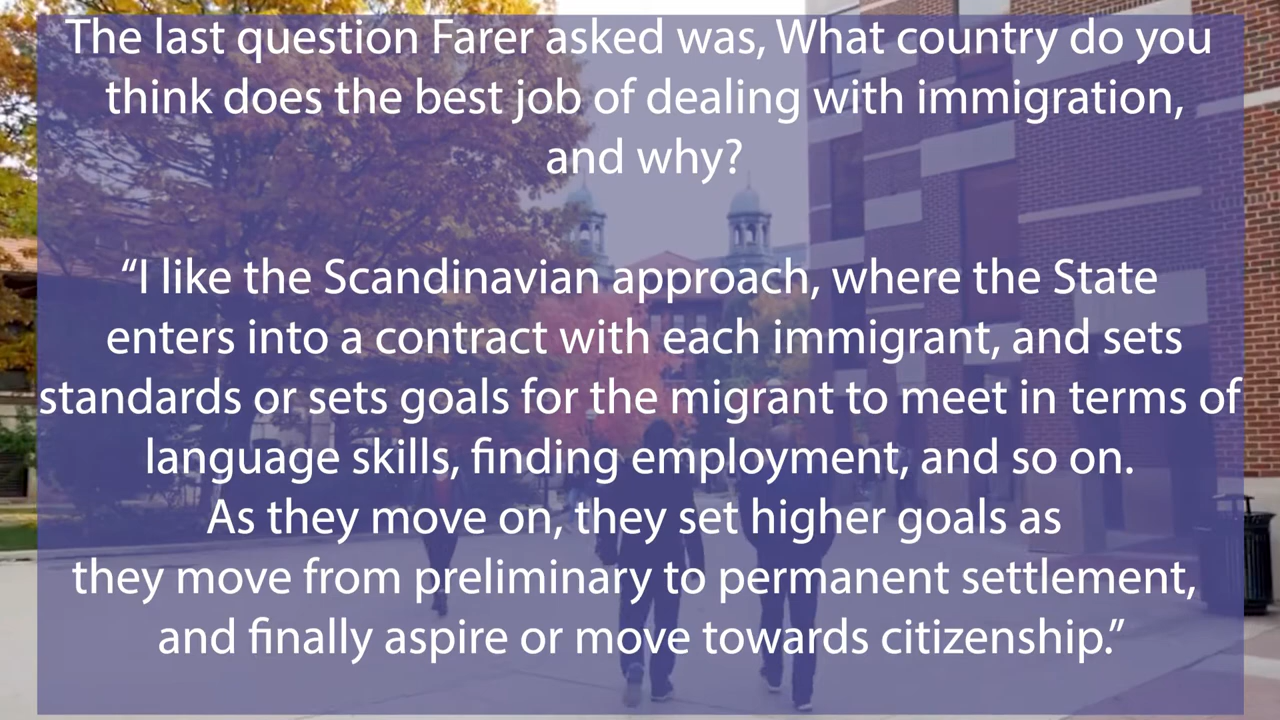 The last question Farer asked was, What country do you
think does the best job of dealing with immigration,
and why?
“I like the Scandinavian approach, where the State
enters into a contract with each immigrant, and sets
standards or sets goals for the migrant to meet in terms of
language skills, finding employment, and so on.
As they move on, they set higher goals as
they move from preliminary to permanent settlement,
and finally aspire or move towards citizenship.”